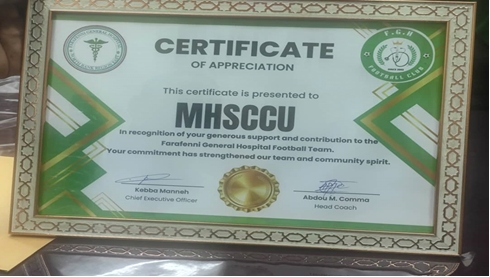 CERTIFICATE
OF APPRECIATION
F.G.H
FOOTBALL CLUB
This certificate is presented to
MHSCCU
In recognition of your generous support and contribution to the
Farafenni General Hospital Football Team.
Your commitment has strengthened our team and community spirit.
Kebba Manneh
Chief Executive Officer
Abdou M. Comma
Head Coach